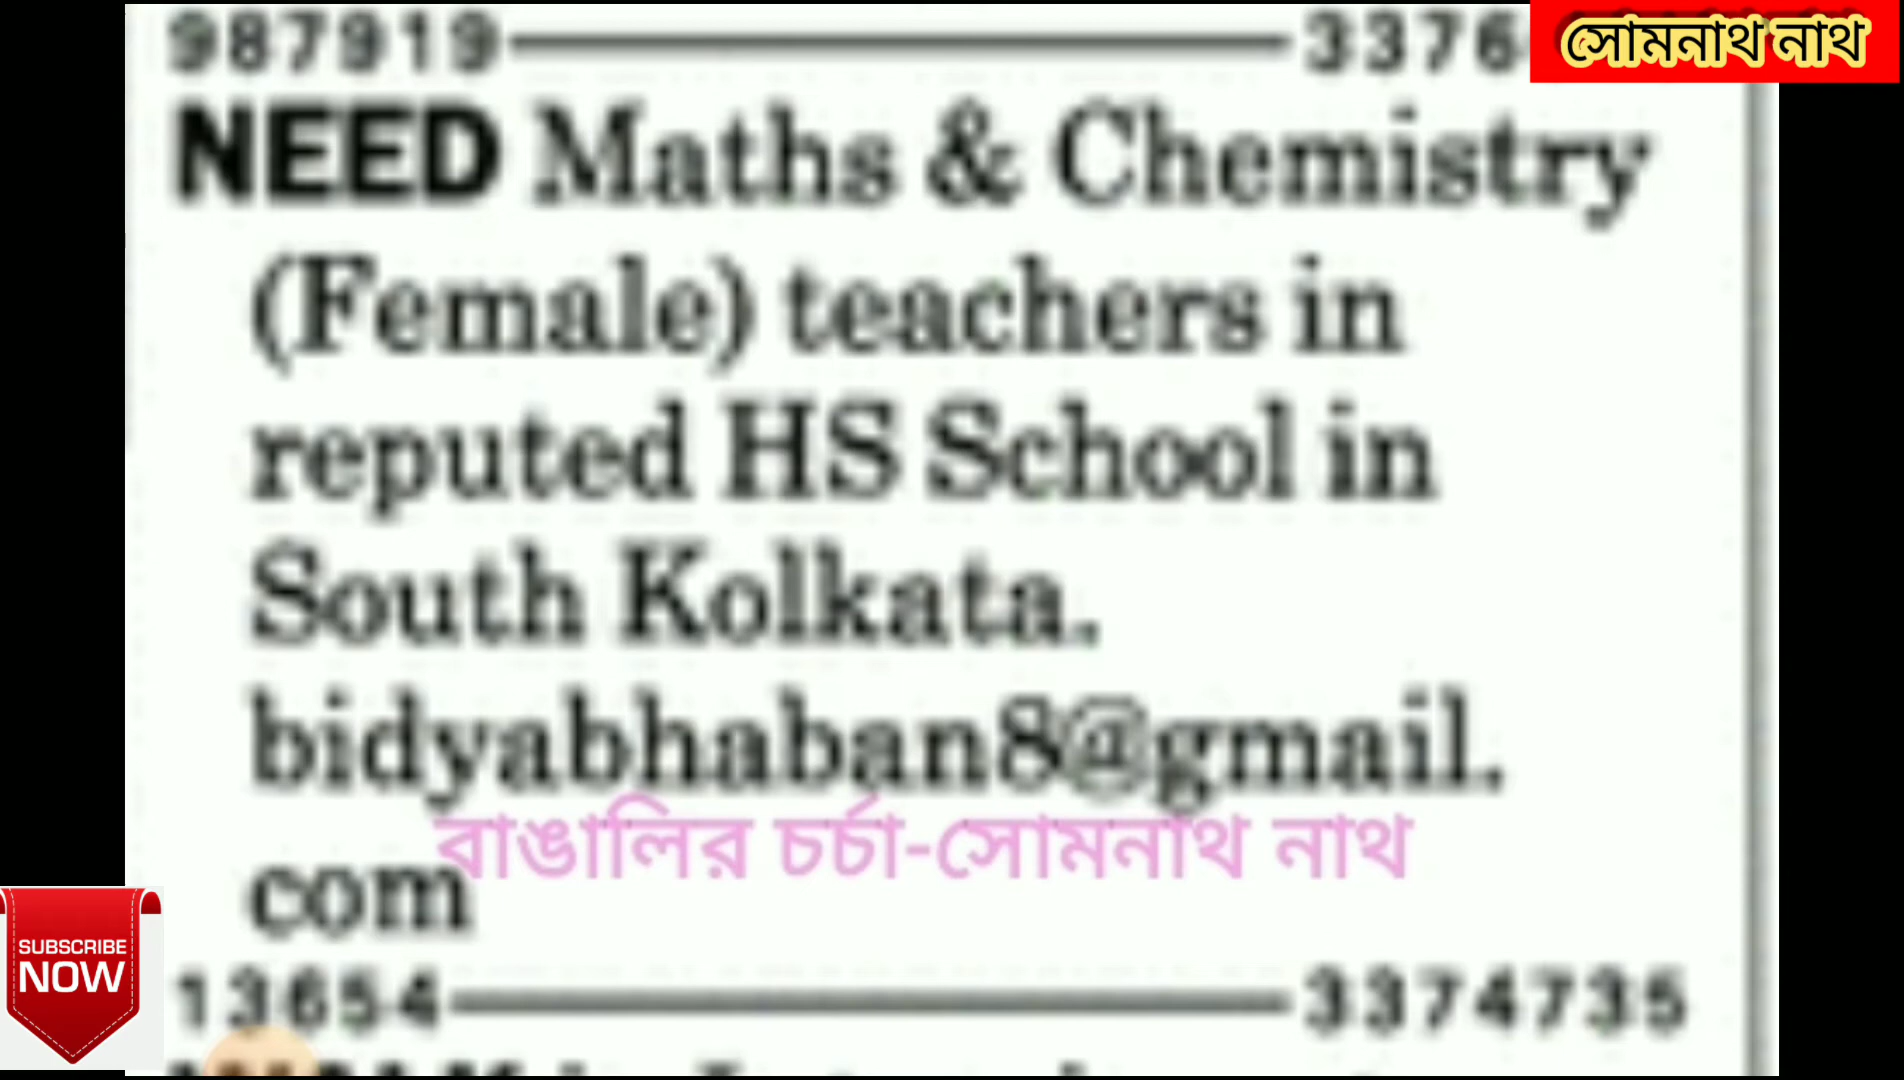 987919 3376
সোমনাথ নাথ
NEED Maths & Chemistry
(Female) teachers in
reputed HS School in
South Kolkata.
bidyabhaban8@gmail.
বাঙালির চর্চা-সোমনাথ নাথ
com
SUBSCRIBE
NOW
13654 3374735